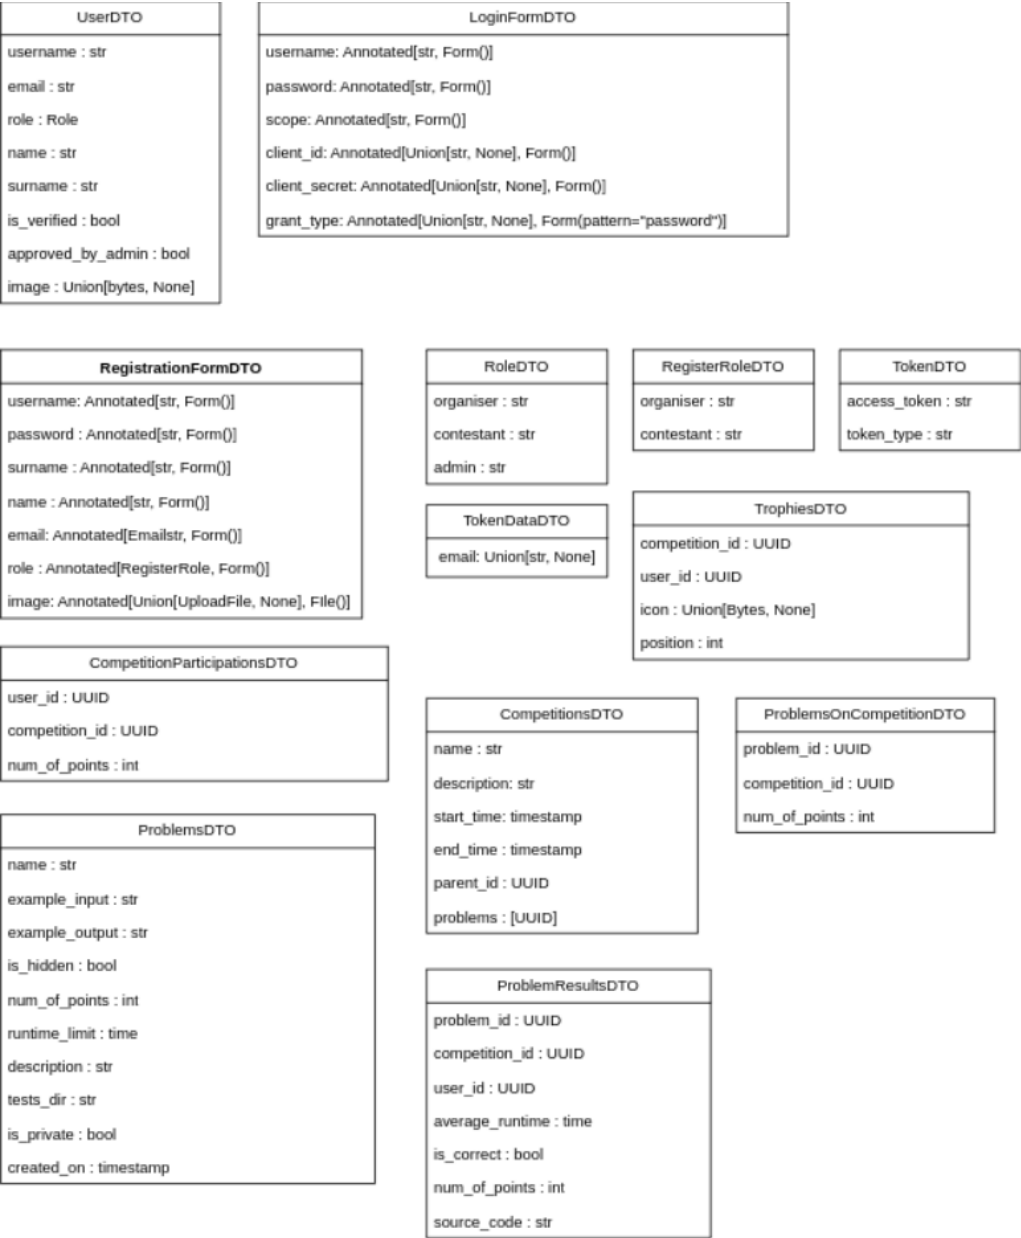 UserDTO
username : str
email : str
role : Role
name : str
surname : str
is_verified : bool
approved_by_admin : bool
image : Union[bytes, None]
LoginFormDTO
username: Annotated[str, Form()]
password: Annotated[str, Form()]
scope: Annotated[str, Form()]
client_id: Annotated[Union[str, None], Form()]
client_secret: Annotated[Union[str, None], Form()]
grant_type: Annotated[Union[str, None], Form(pattern="password")]
RegistrationFormDTO
username: Annotated[str, Form()]
password : Annotated[str, Form()]
surname : Annotated[str, Form()]
name : Annotated[str, Form()]
email: Annotated[Emailstr, Form()]
role : Annotated[RegisterRole, Form()]
image: Annotated[Union[UploadFile, None], FIle()]
RoleDTO
organiser : str
contestant : str
admin : str
RegisterRoleDTO
organiser : str
contestant : str
TokenDTO
access_token : str
token_type : str
TokenDataDTO
email: Union[str, None]
TrophiesDTO
competition_id : UUID
user_id : UUID
icon : Union[Bytes, None]
position : int
CompetitionParticipationsDTO
user_id : UUID
competition_id : UUID
num_of_points : int
CompetitionsDTO
name : str
description: str
start_time: timestamp
end_time : timestamp
parent_id : UUID
problems : [UUID]
ProblemsOnCompetitionDTO
problem_id : UUID
competition_id : UUID
num_of_points : int
ProblemsDTO
name : str
example_input : str
example_output : str
is_hidden : bool
num_of_points : int
runtime_limit : time
description : str
tests_dir : str
is_private : bool
created_on : timestamp
ProblemResultsDTO
problem_id : UUID
competition_id : UUID
user_id : UUID
average_runtime : time
is_correct : bool
num_of_points : int
source_code : str